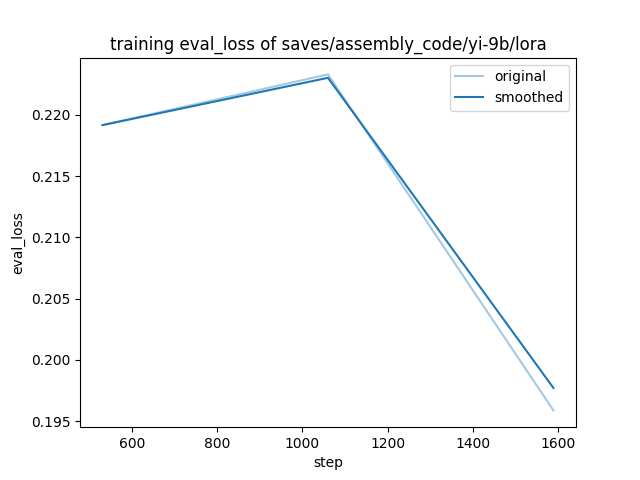 training eval_loss of saves/assembly_code/yi-9b/lora
original
smoothed
0.220
0.215
0.210
0.205
0.200
0.195
eval_loss
600
800
1000
1200
1400
1600
step